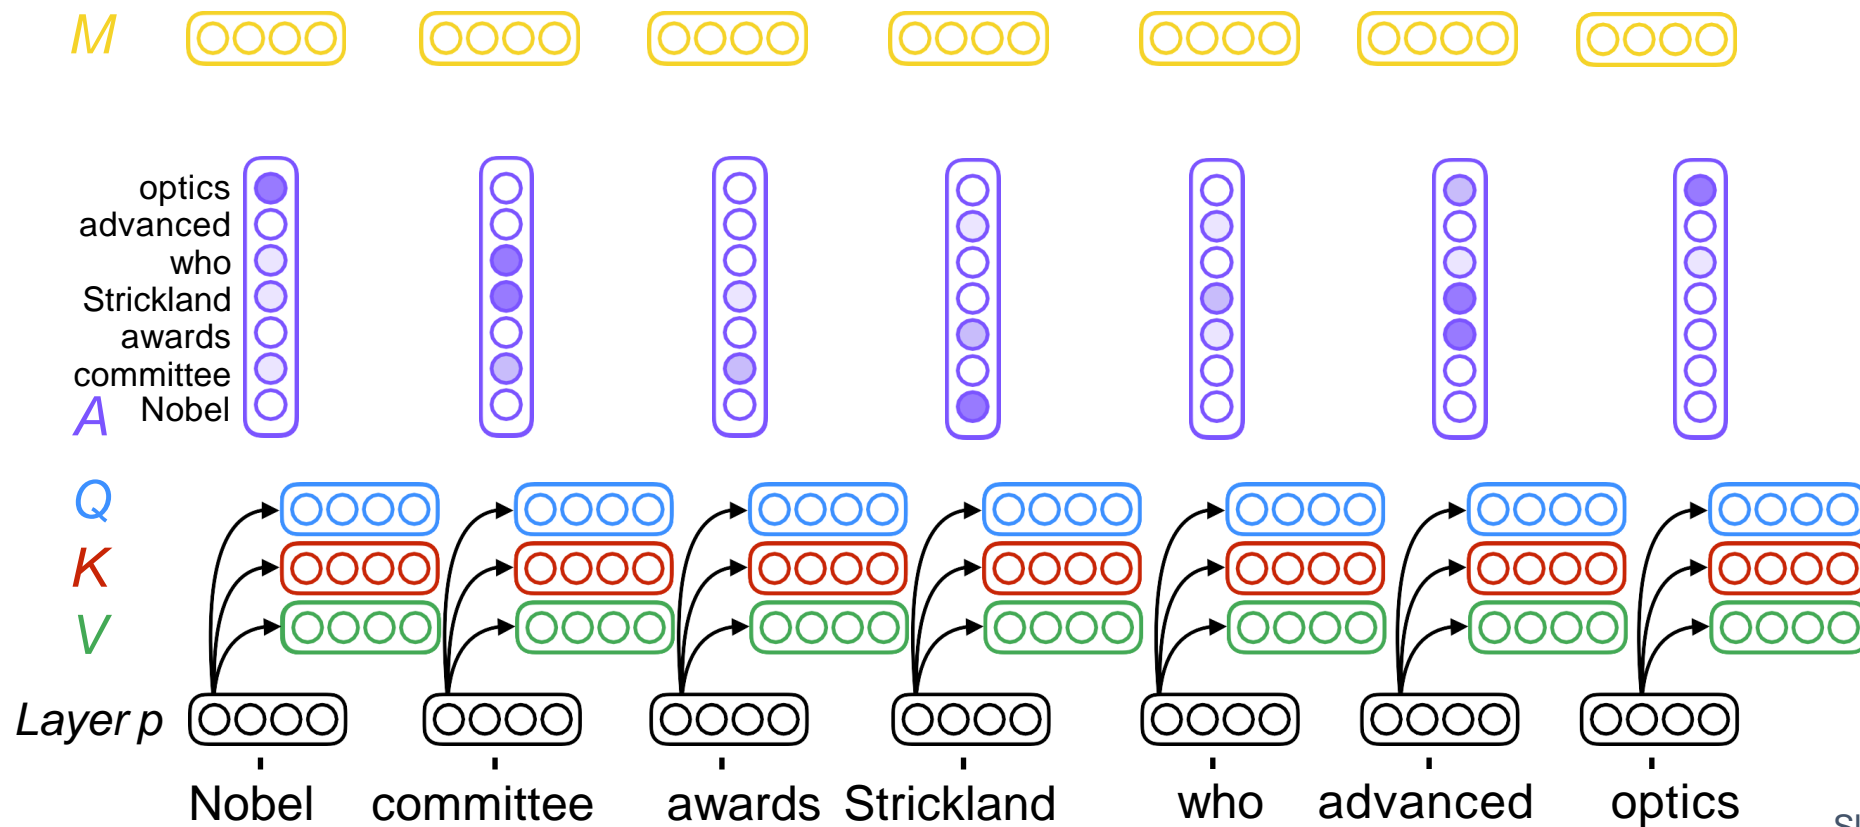 M
optics
advanced
who
Strickland
awards
committee
A Nobel
Q
K
V
Layer p
Nobel committee awards Strickland who advanced optics